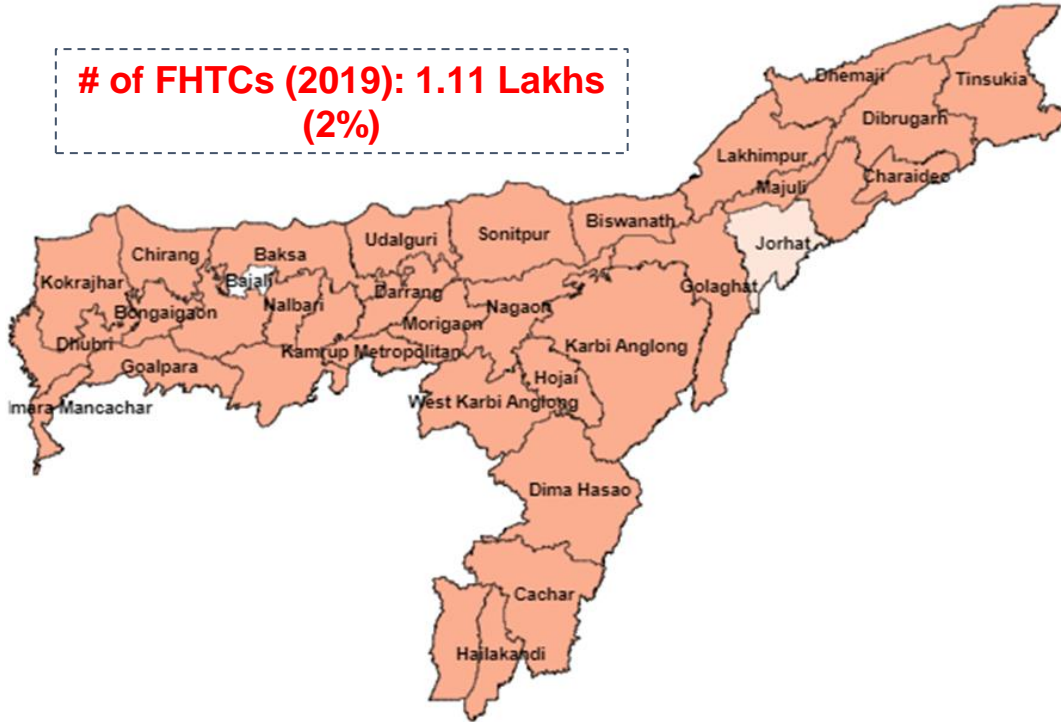 # of FHTCs (2019): 1.11 Lakhs
(2%)
Dhemaji
Tinsukia
Dibrugarh
Lakhimpur
Charaideo
Majuli
Biswanath
Sonitpur
Udalguri
Jorhat
Baksa
Chirang
Kokrajhar
Bajali
Golaghat
Darrang
Nalbari
Nagaon
Bongaigaon
Morigaon
Dhubri
Kamrup Metropolitan
Karbi Anglong
Goalpara
Hojai
West Karbi Anglong
lmara Mancachar
Dima Hasao
Cachar
Hailakandi